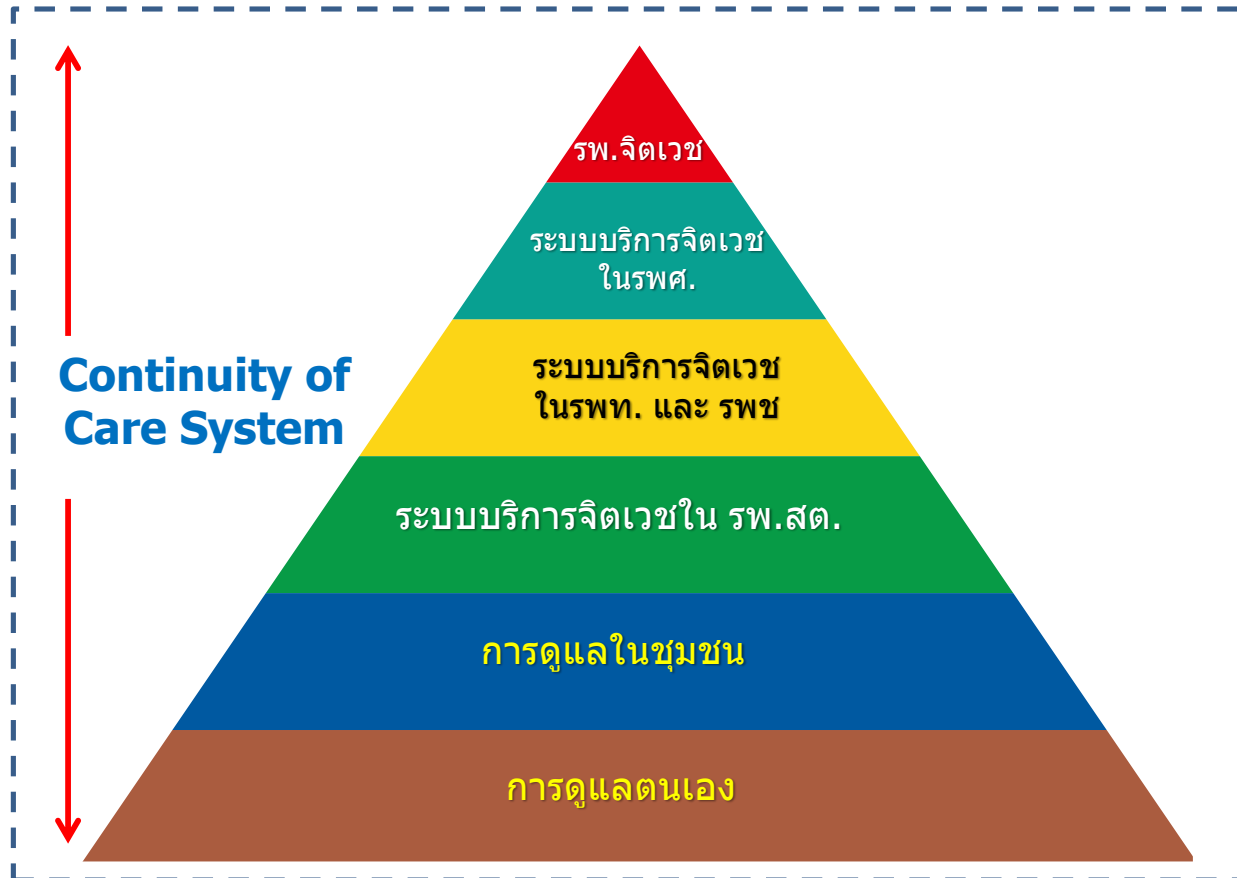 รพ.จิตเวช
ระบบบริการจิตเวช
ในรพศ.
ระบบบริการจิตเวช
ในรพท. และ รพช
Continuity of
Care System
ระบบบริการจิตเวชใน รพ.สต.
การดูแลในชุมชน
การดูแลตนเอง